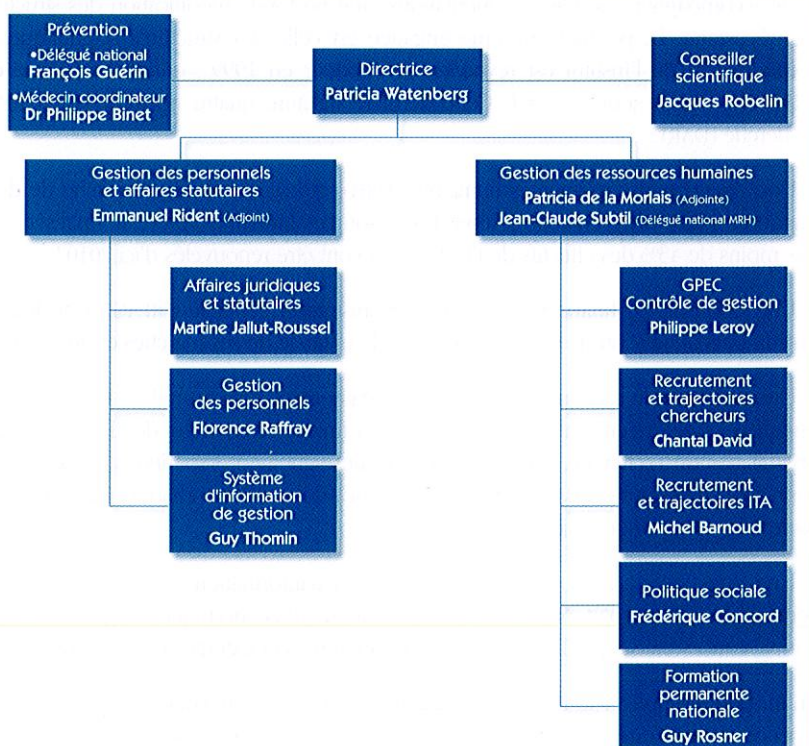 Prévention
•Délégué national
François Guérin
•Médecin coordinateur
Dr Philippe Binet
Directrice
Patricia Watenberg
Conseiller
scientifique
Jacques Robelin
Gestion des personnels
et affaires statutaires
Emmanuel Rident (Adjoint)
Gestion des ressources humaines
Patricia de la Morlais (Adjointe)
Jean-Claude Subtil (Délégué national MRH)
Affaires juridiques
et statutaires
Martine Jallut-Roussel
Gestion
des personnels
Florence Raffray
Système
d'information
de gestion
Guy Thomin
GPEC
Contrôle de gestion
Philippe Leroy
Recrutement
et trajectoires
chercheurs
Chantal David
Recrutement
et trajectoires ITA
Michel Barnoud
Politique sociale
Frédérique Concord
Formation
permanente
nationale
Guy Rosner